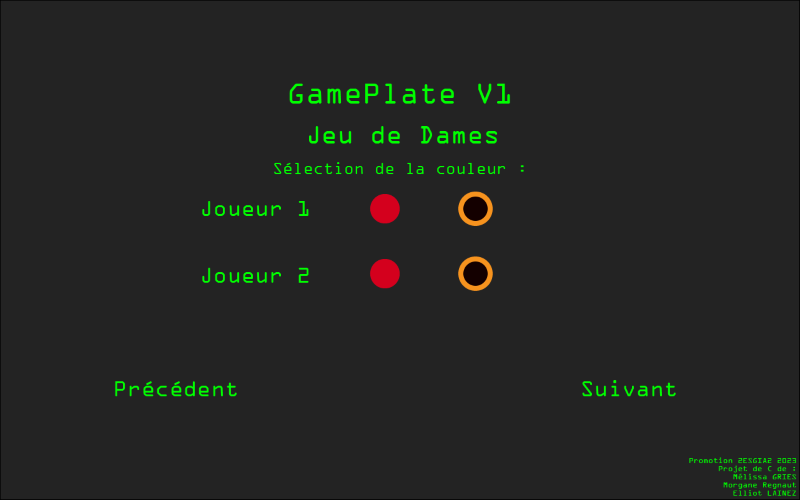 GamePlate V1
Jeu de Dames
Sélection de la couleur :
Joueur 1
Joueur 2
Précédent
Suivant
Promotion 2ESGIA2 2023
Projet de C de :
Mélissa GRIES
Morgane Regnaut
Elliot LAINEZ